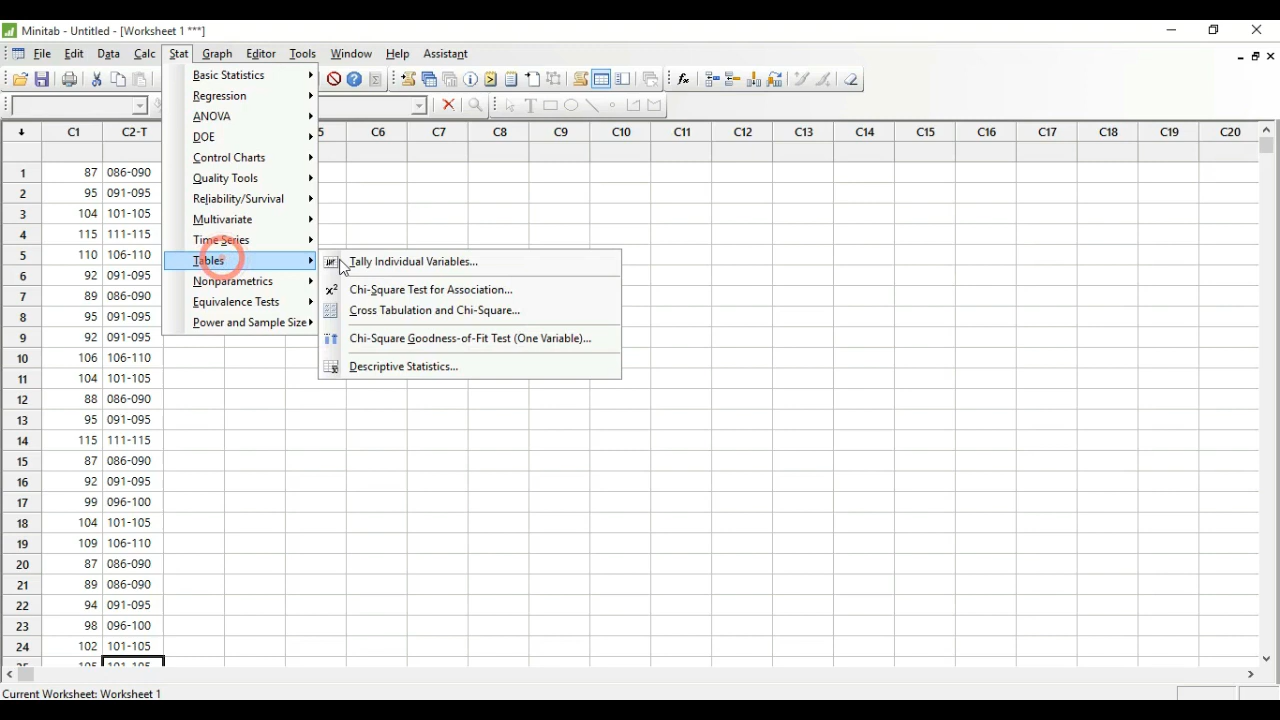 Minitab - Untitled - [Worksheet 1 ***]
File Edit Data Calc Stat Graph Editor Tools Window Help Assistant
Basic Statistics
Regression
ANOVA
DOE
Control Charts
Quality Tools
Reliability/Survival
Multivariate
Time Series
Tables
Nonparametrics
Equivalence Tests
Power and Sample Size
Tally Individual Variables...
Chi-Square Test for Association...
Cross Tabulation and Chi-Square...
Chi-Square Goodness-of-Fit Test (One Variable)...
Descriptive Statistics...
C1 C2-T 5 C6 C7 C8 C9 C10 C11 C12 C13 C14 C15 C16 C17 C18 C19 C20
1 87 086-090
2 95 091-095
3 104 101-105
4 115 111-115
5 110 106-110
6 92 091-095
7 89 086-090
8 95 091-095
9 92 091-095
10 106 106-110
11 104 101-105
12 88 086-090
13 95 091-095
14 115 111-115
15 87 086-090
16 92 091-095
17 99 096-100
18 104 101-105
19 109 106-110
20 87 086-090
21 89 086-090
22 94 091-095
23 98 096-100
24 102 101-105
25 105 101-105
Current Worksheet: Worksheet 1